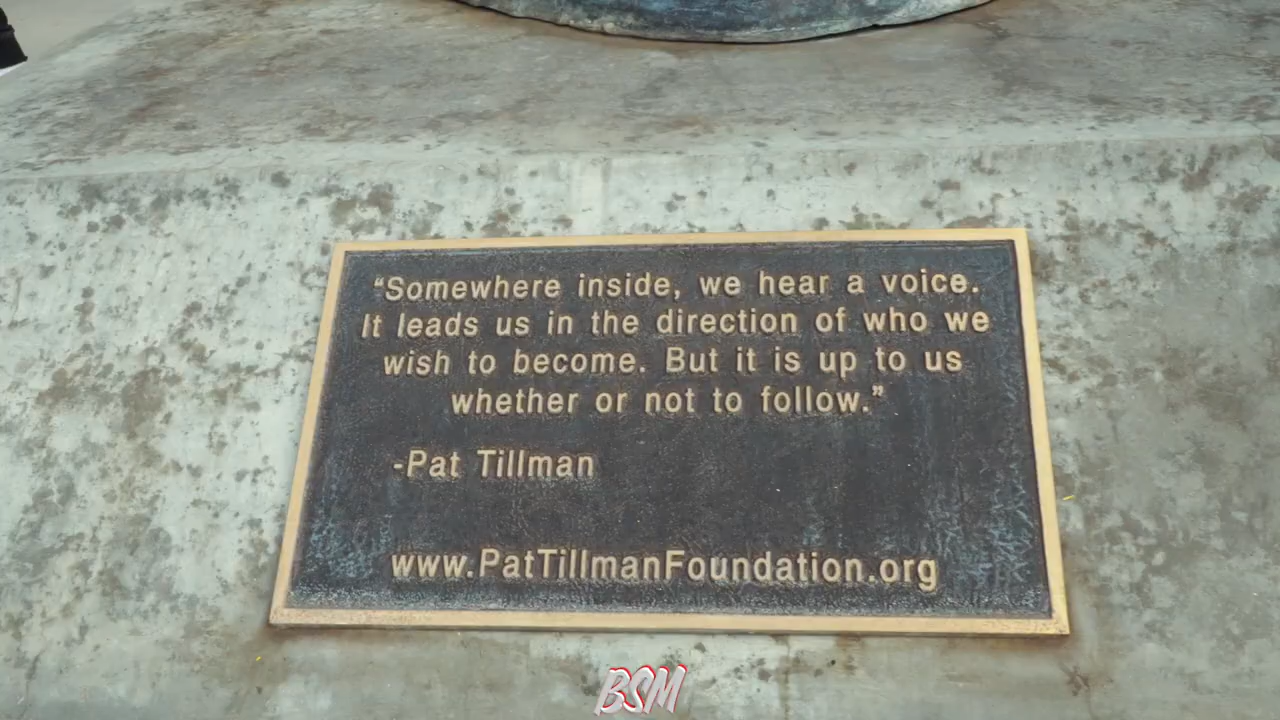 “Somewhere inside, we hear a voice.
It leads us in the direction of who we
wish to become. But it is up to us
whether or not to follow.”
-Pat Tillman
www.PatTillmanFoundation.org
BSM